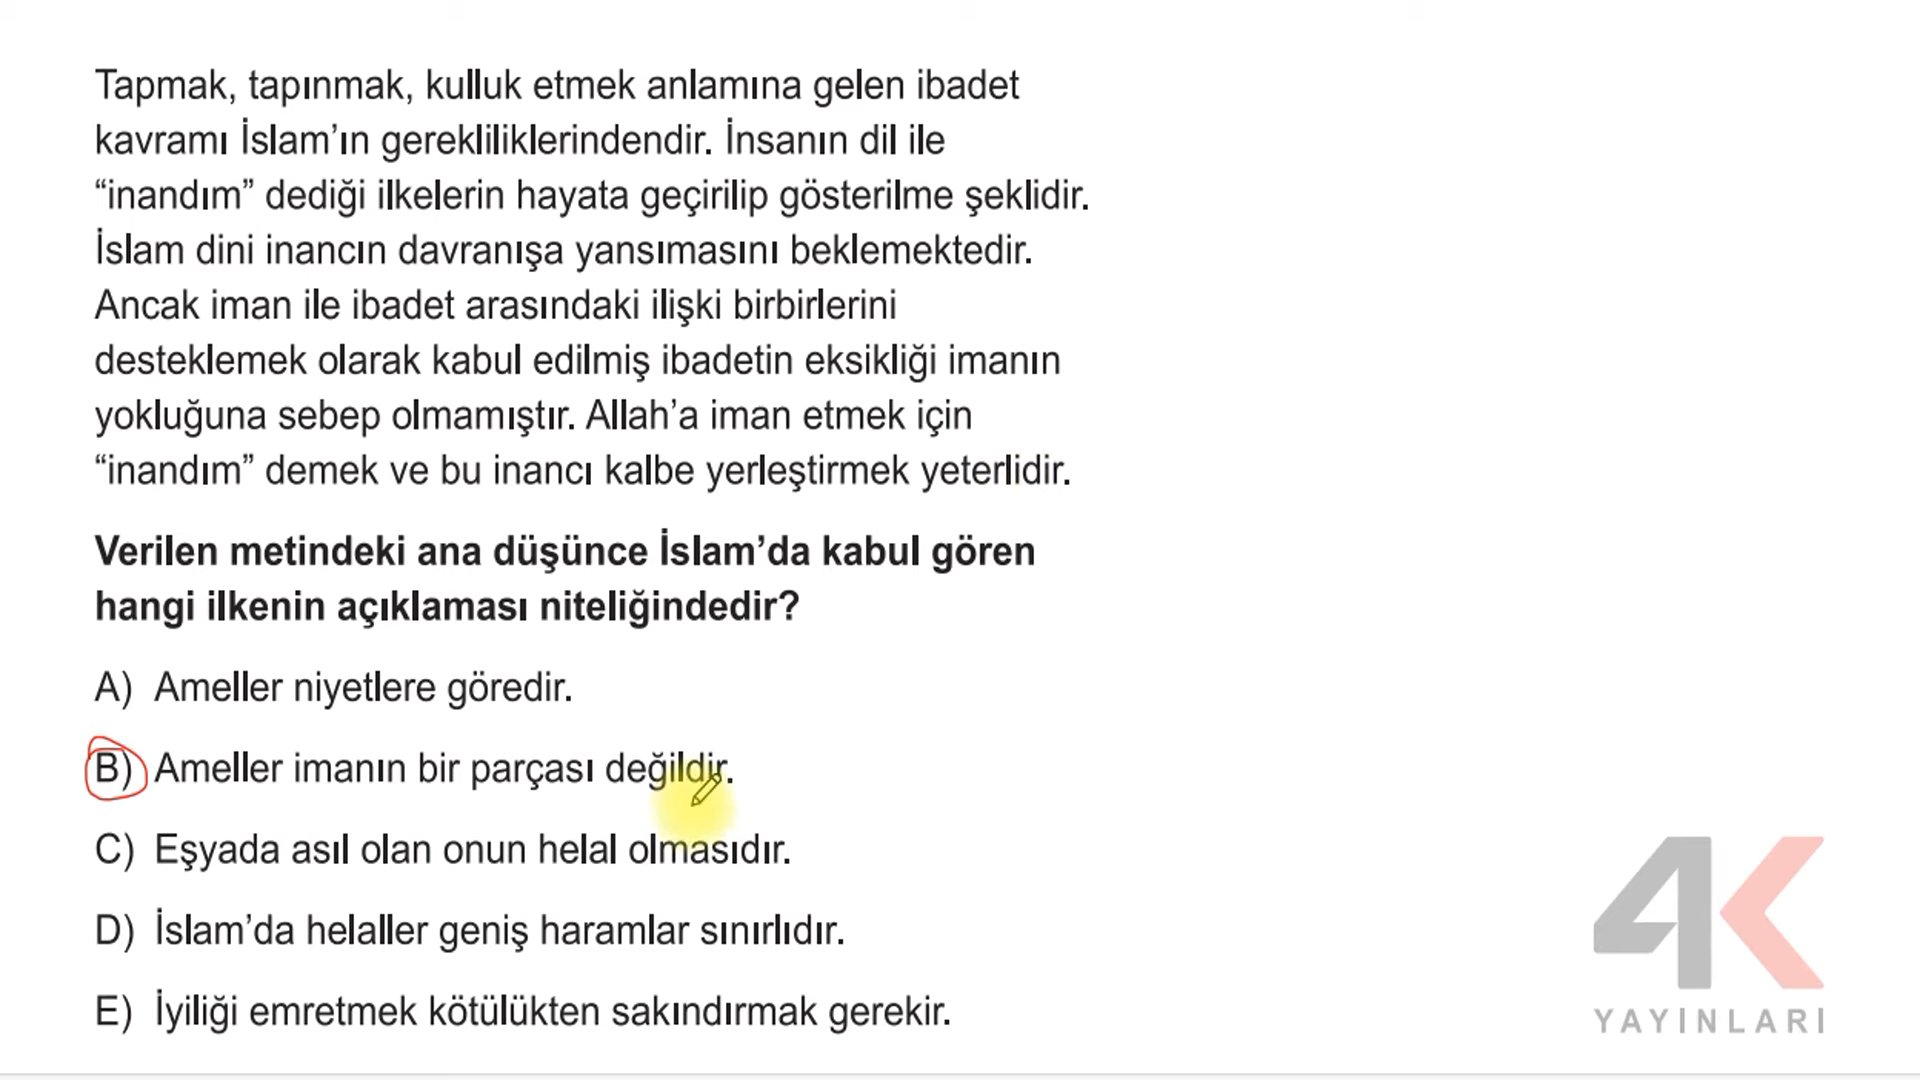 Tapmak, tapınmak, kulluk etmek anlamına gelen ibadet
kavramı İslam’ın gerekliliklerindendir. İnsanın dil ile
“inandım” dediği ilkelerin hayata geçirilip gösterilme şeklidir.
İslam dini inancın davranışa yansımasını beklemektedir.
Ancak iman ile ibadet arasındaki ilişki birbirlerini
desteklemek olarak kabul edilmiş ibadetin eksikliği imanın
yokluğuna sebep olmamıştır. Allah’a iman etmek için
“inandım” demek ve bu inancı kalbe yerleştirmek yeterlidir.
Verilen metindeki ana düşünce İslam’da kabul gören
hangi ilkenin açıklaması niteliğindedir?
A) Ameller niyetlere göredir.
B) Ameller imanın bir parçası değildir.
C) Eşyada asıl olan onun helal olmasıdır.
D) İslam’da helaller geniş haramlar sınırlıdır.
E) İyiliği emretmek kötülükten sakındırmak gerekir.
4K
YAYINLARI